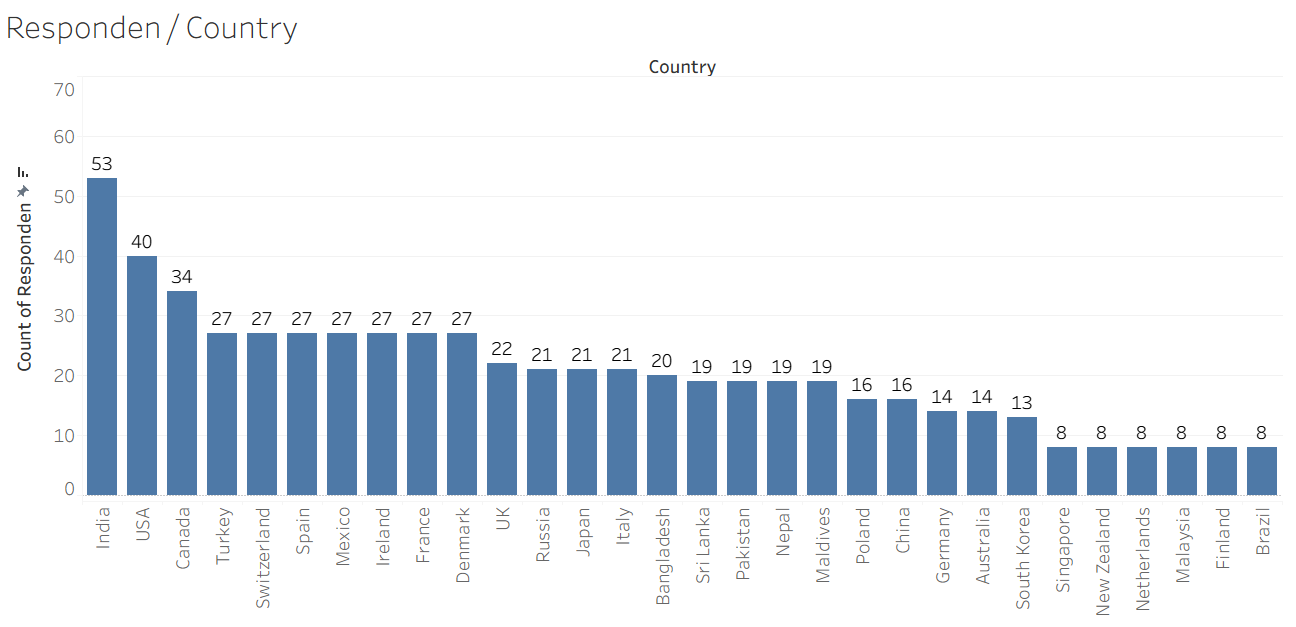 Responden / Country
Country
Count of Responden
70
60
50
40
30
20
10
0
53
40
34
27
27
27
27
27
27
27
22
21
21
21
20
19
19
19
19
16
16
14
14
13
8
8
8
8
8
8
India
USA
Canada
Turkey
Switzerland
Spain
Mexico
Ireland
France
Denmark
UK
Russia
Japan
Italy
Bangladesh
Sri Lanka
Pakistan
Nepal
Maldives
Poland
China
Germany
Australia
South Korea
Singapore
New Zealand
Netherlands
Malaysia
Finland
Brazil